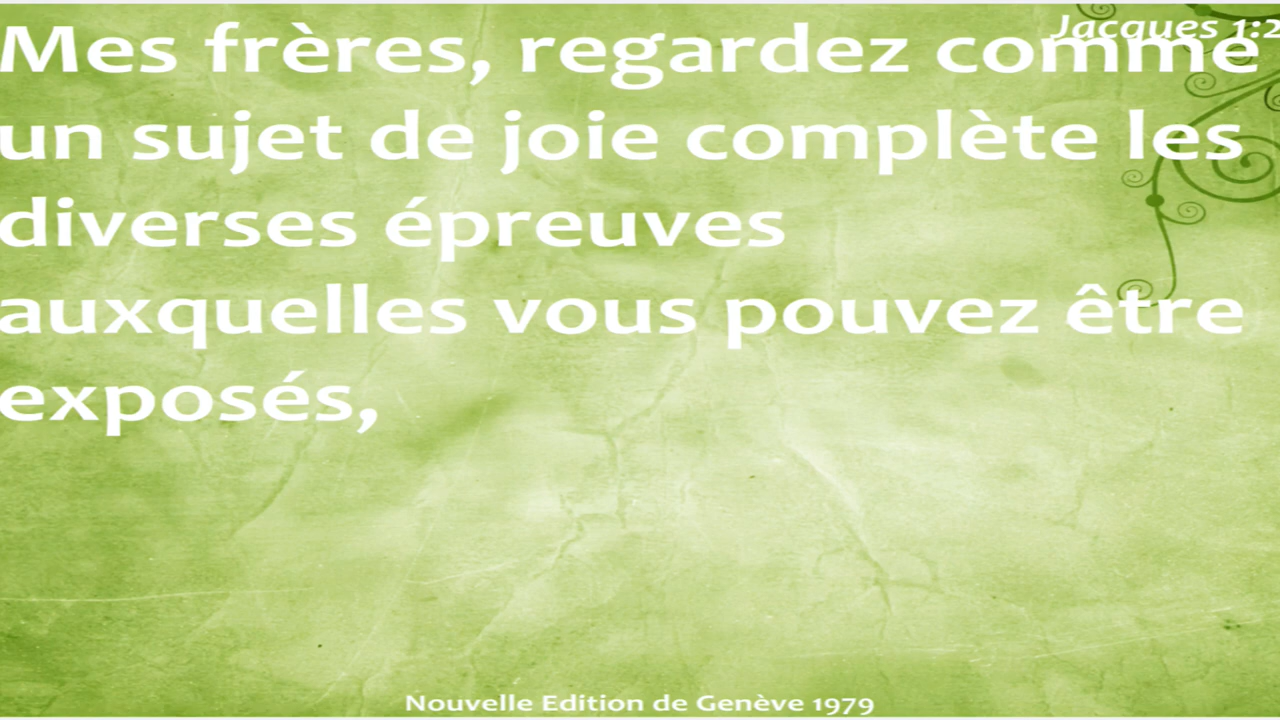 Jacques 1:2
Mes frères, regardez comme
un sujet de joie complète les
diverses épreuves
auxquelles vous pouvez être
exposés,
Nouvelle Edition de Genève 1979